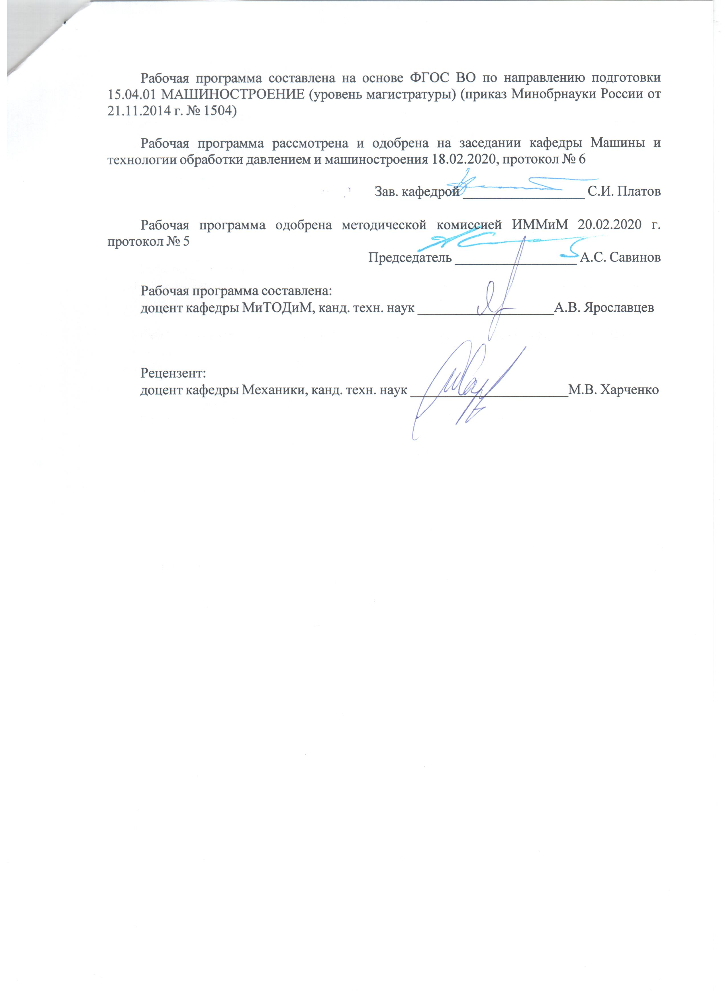 Рабочая программа составлена на основе ФГОС ВО по направлению подготовки
15.04.01 МАШИНОСТРОЕНИЕ (уровень магистратуры) (приказ Минобрнауки России от
21.11.2014 г. № 1504)
Рабочая программа рассмотрена и одобрена на заседании кафедры Машины и
технологии обработки давлением и машиностроения 18.02.2020, протокол № 6
Зав. кафедрой _________________ С.И. Платов
Рабочая программа одобрена методической комиссией ИММиМ 20.02.2020 г.
протокол № 5
Председатель _________________ А.С. Савинов
Рабочая программа составлена:
доцент кафедры МиТОДиМ, канд. техн. наук ___________________А.В. Ярославцев
Рецензент:
доцент кафедры Механики, канд. техн. наук ______________________М.В. Харченко